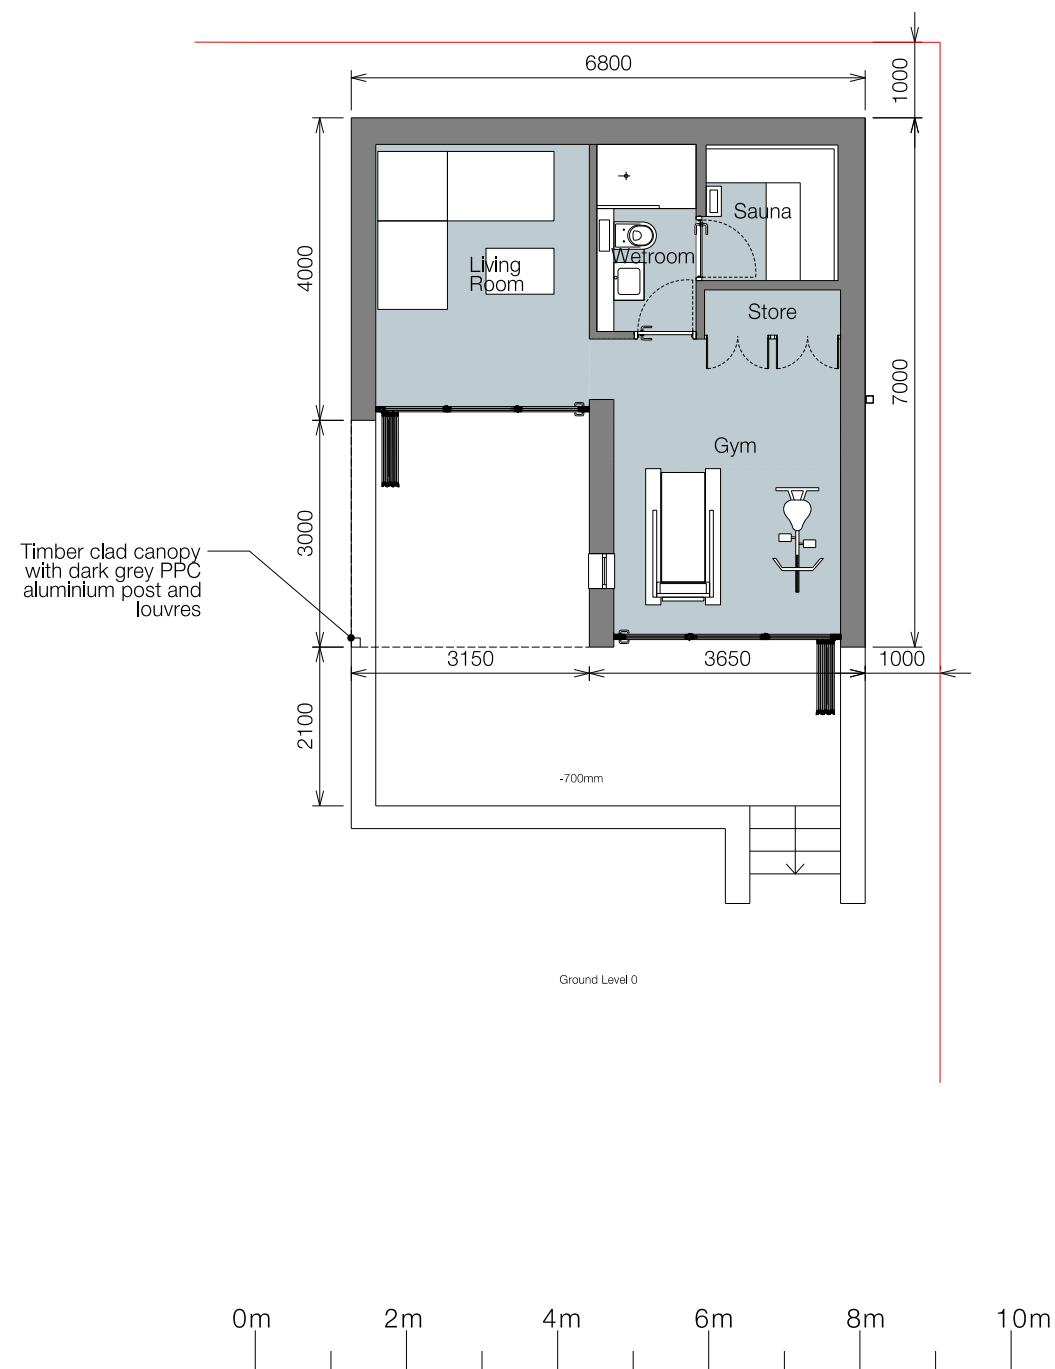 6800
1000
4000
Sauna
Wetroom
Living
Room
Store
7000
Gym
3000
Timber clad canopy
with dark grey PPC
aluminium post and
louvres
3150
3650
1000
2100
-700mm
Ground Level 0
0m
2m
4m
6m
8m
10m